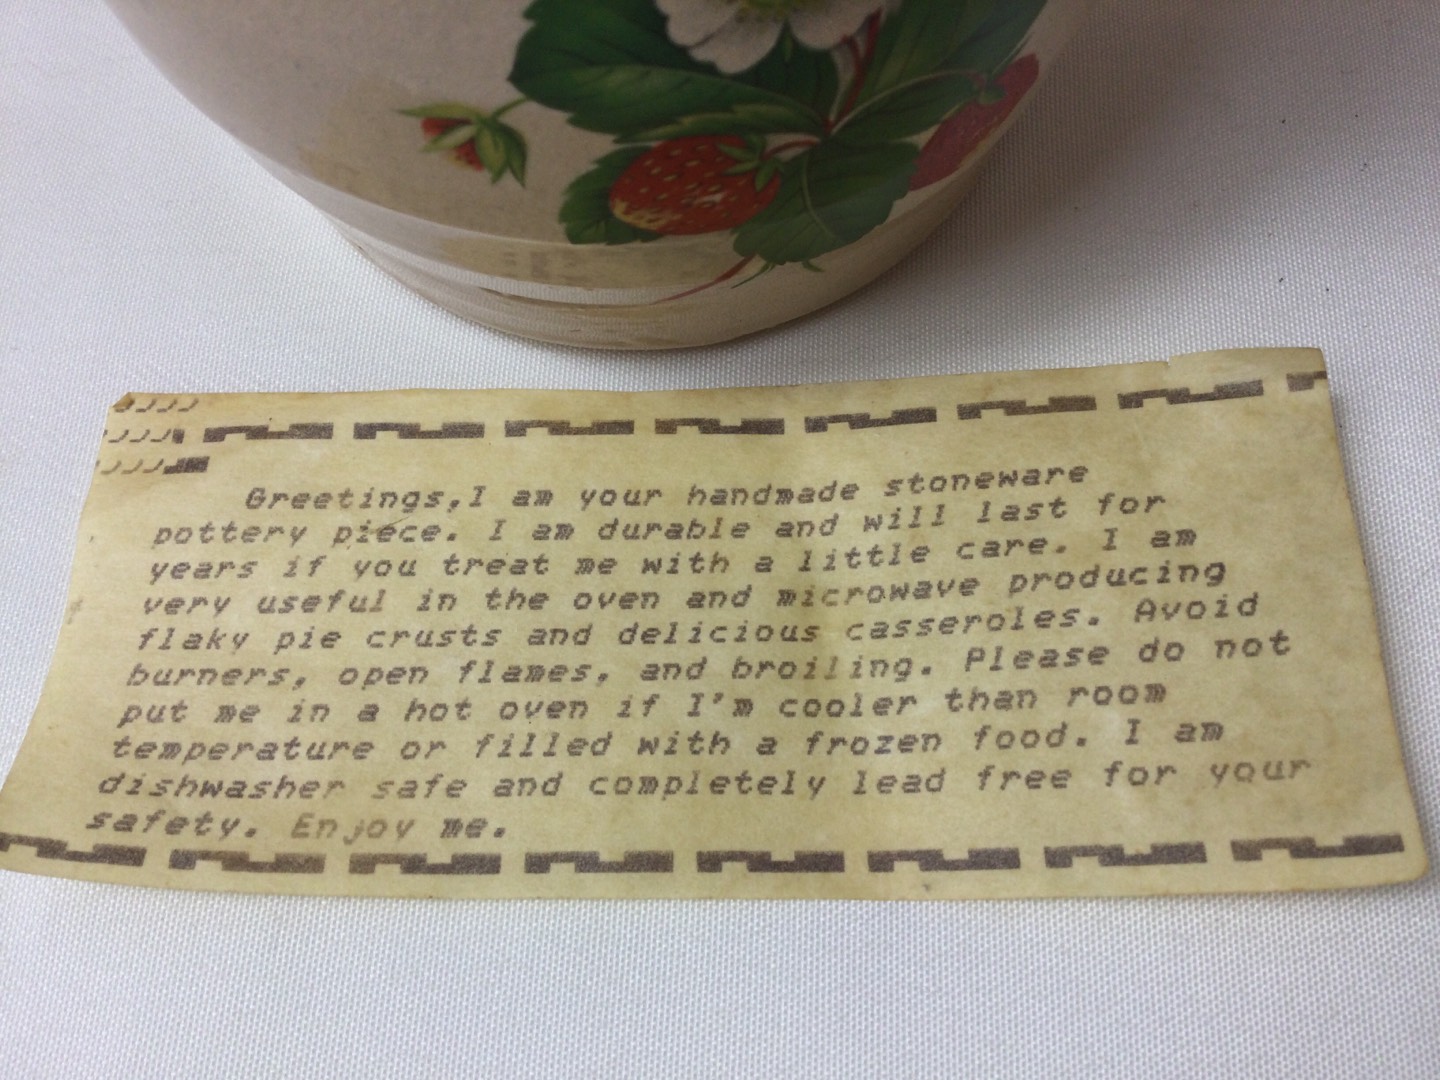 Greetings,I am your handmade stoneware
pottery piece. I am durable and will last for
years if you treat me with a little care. I am
very useful in the oven and microwave producing
flaky pie crusts and delicious casseroles. Avoid
burners, open flames, and broiling. Please do not
put me in a hot oven if I'm cooler than room
temperature or filled with a frozen food. I am
dishwasher safe and completely lead free for your
safety. Enjoy me.